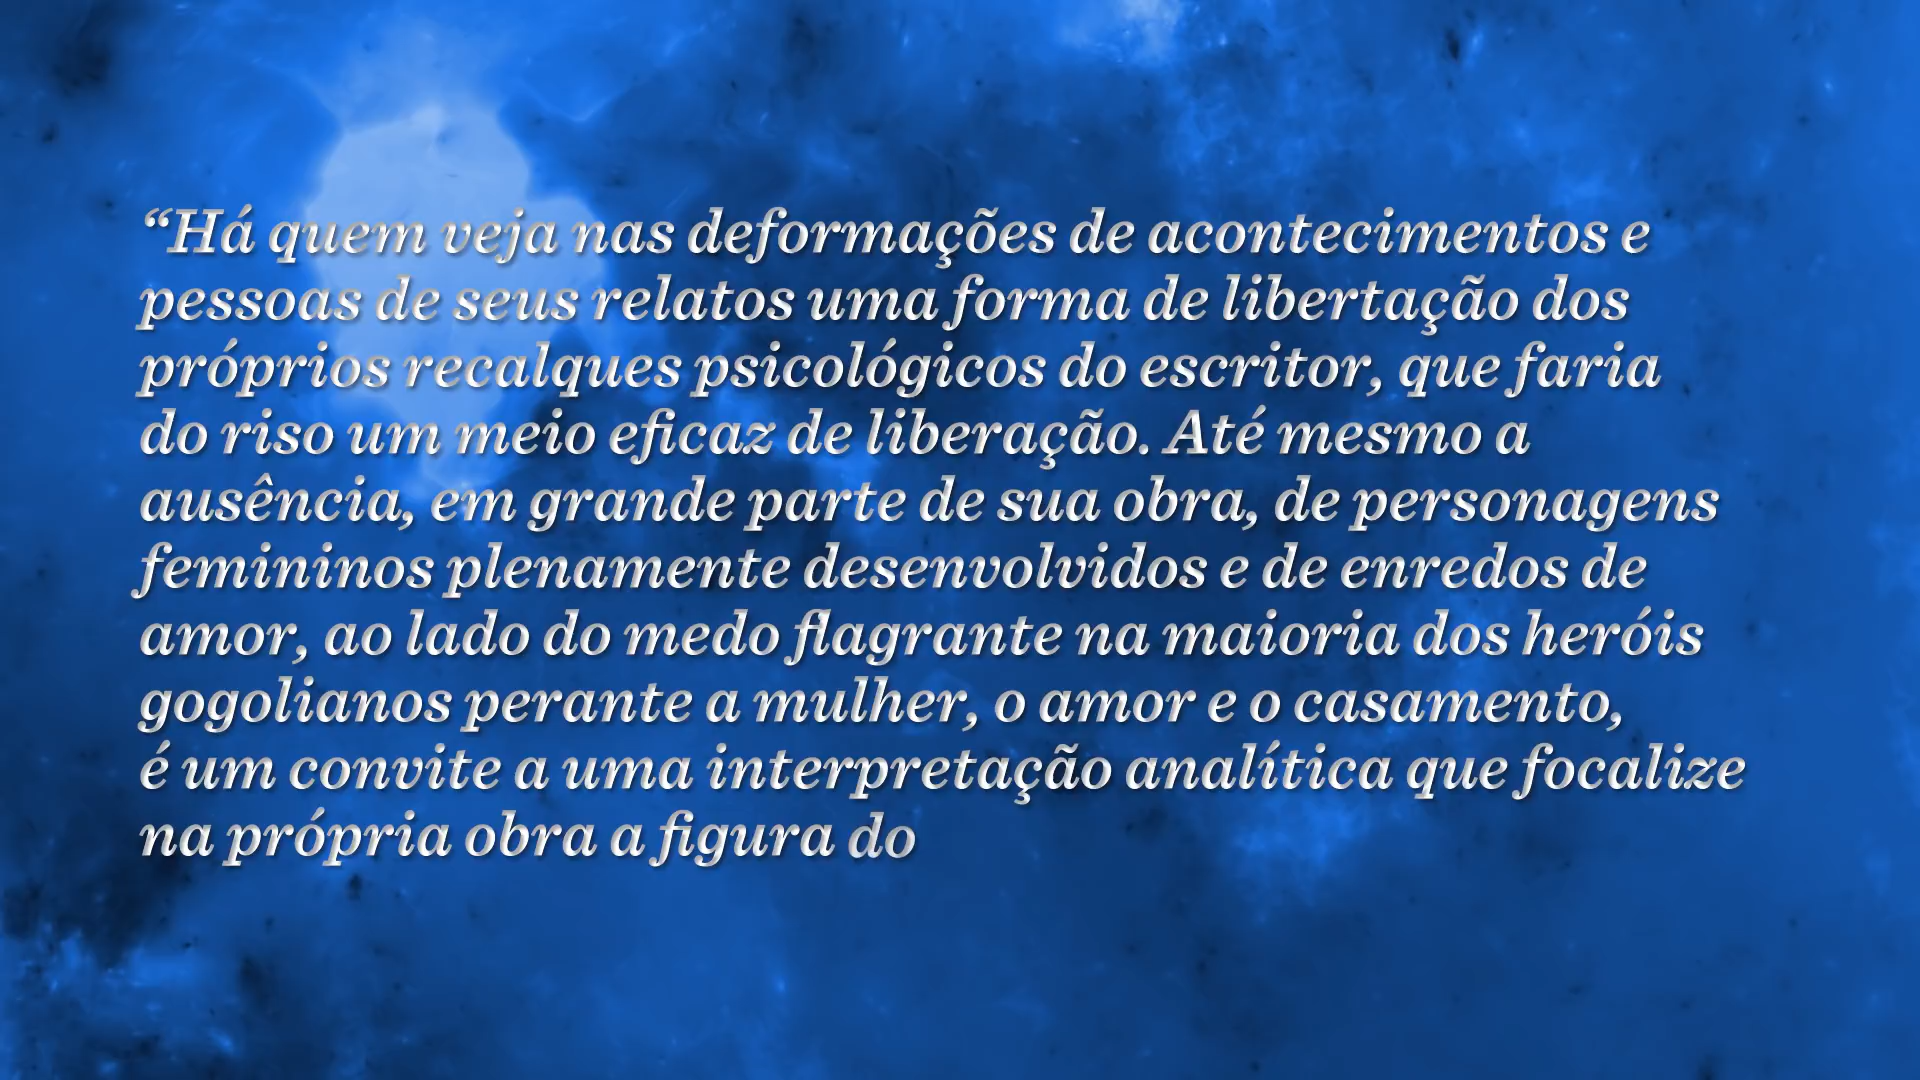 “Há quem veja nas deformações de acontecimentos e
pessoas de seus relatos uma forma de libertação dos
próprios recalques psicológicos do escritor, que faria
do riso um meio eficaz de liberação. Até mesmo a
ausência, em grande parte de sua obra, de personagens
femininos plenamente desenvolvidos e de enredos de
amor, ao lado do medo flagrante na maioria dos heróis
gogolianos perante a mulher, o amor e o casamento,
é um convite a uma interpretação analítica que focalize
na própria obra a figura do